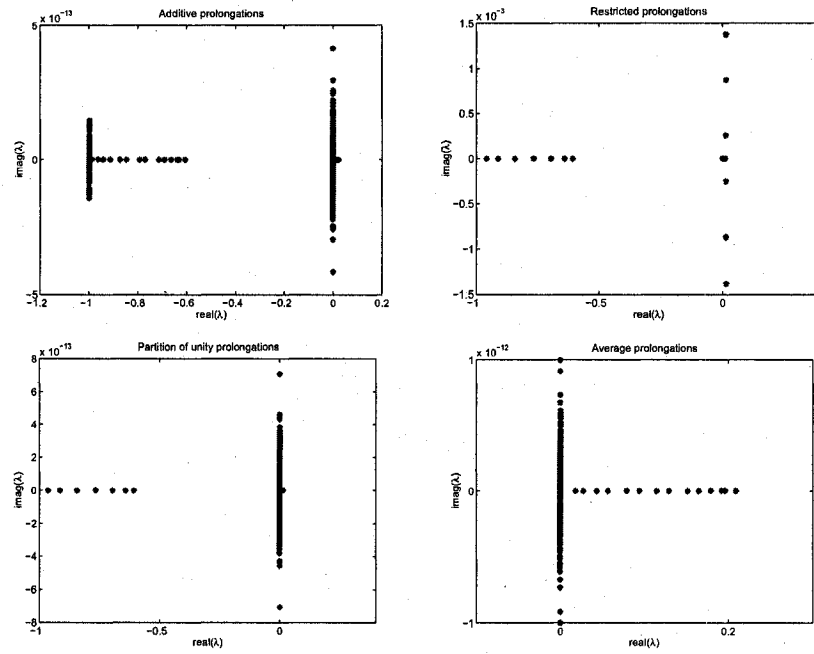 Additive prolongations
x 10⁻¹³
5
0
−5
−1.2 −1 −0.8 −0.6 −0.4 −0.2 0 0.2
real(λ)
imag(λ)
Restricted prolongations
x 10⁻³
1.5
1
0.5
0
−0.5
−1
−1.5
−1 −0.5 0
real(λ)
imag(λ)
Partition of unity prolongations
x 10⁻¹³
8
6
4
2
0
−2
−4
−6
−8
−1 −0.5 0
real(λ)
imag(λ)
Average prolongations
x 10⁻¹²
1
0
−1
0 0.2
real(λ)
imag(λ)